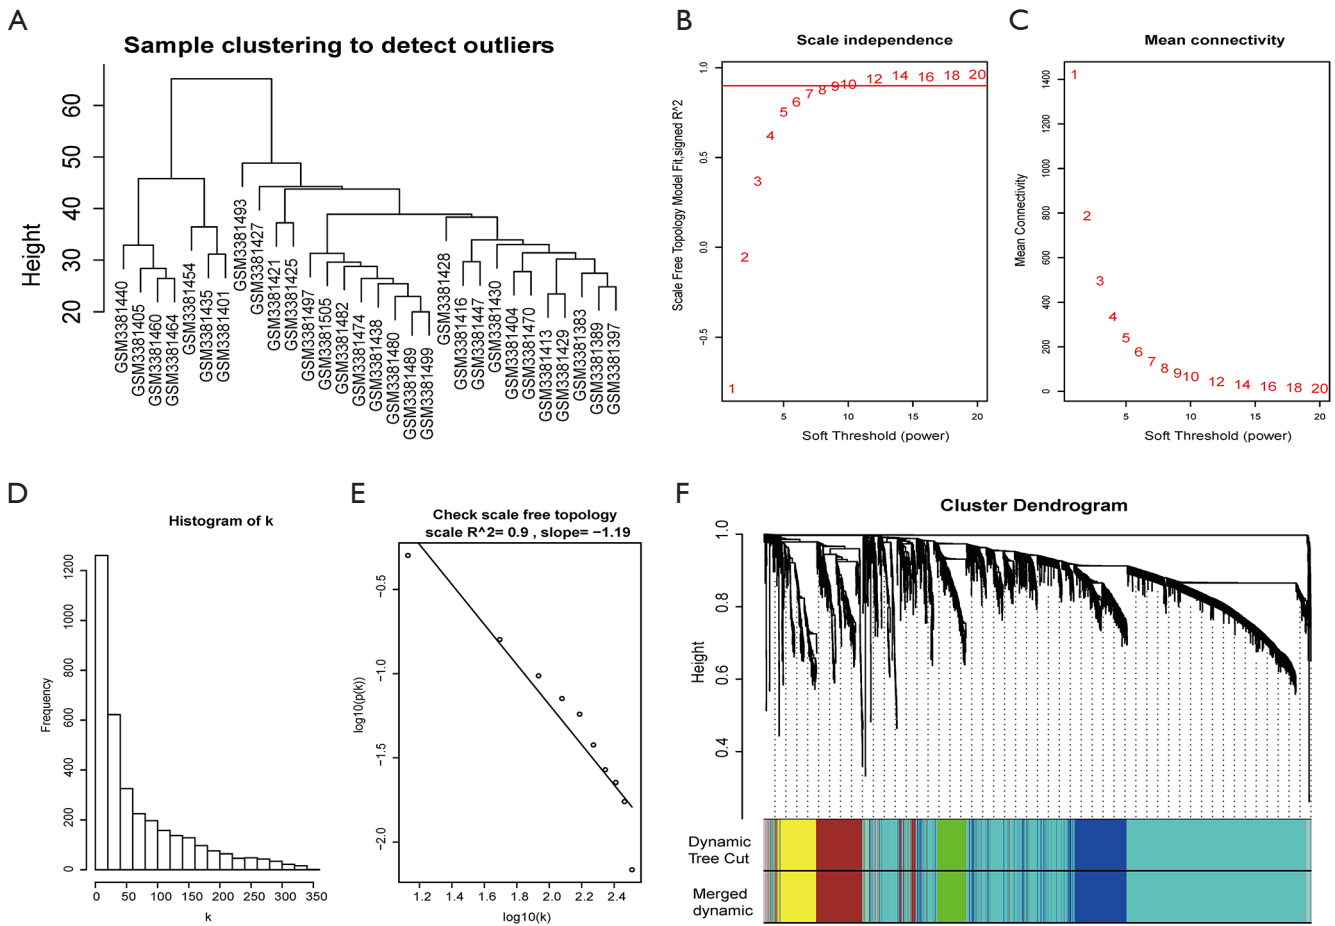 A
Sample clustering to detect outliers
Height
60
50
40
30
20
GSM3381440
GSM3381405
GSM3381460
GSM3381464
GSM3381454
GSM3381435
GSM3381401
GSM3381493
GSM3381427
GSM3381421
GSM3381425
GSM3381497
GSM3381505
GSM3381482
GSM3381474
GSM3381438
GSM3381480
GSM3381489
GSM3381499
GSM3381428
GSM3381416
GSM3381447
GSM3381430
GSM3381404
GSM3381470
GSM3381413
GSM3381429
GSM3381383
GSM3381389
GSM3381397
B
Scale independence
Scale Free Topology Model Fit,signed R^2
1.0
0.5
0.0
−0.5
1
2
3
4
5
6
7
8
9
10
12
14
16
18
20
5 10 15 20
Soft Threshold (power)
C
Mean connectivity
Mean Connectivity
1400
1200
1000
800
600
400
200
0
1
2
3
4
5
6
7
8
9
10
12
14
16
18
20
5 10 15 20
Soft Threshold (power)
D
Histogram of k
Frequency
1200
1000
800
600
400
200
0
0 50 100 150 200 250 300 350
k
E
Check scale free topology
scale R^2= 0.9 , slope= −1.19
log10(p(k))
−0.5
−1.0
−1.5
−2.0
1.2 1.4 1.6 1.8 2.0 2.2 2.4
log10(k)
F
Cluster Dendrogram
Height
1.0
0.8
0.6
0.4
Dynamic
Tree Cut
Merged
dynamic